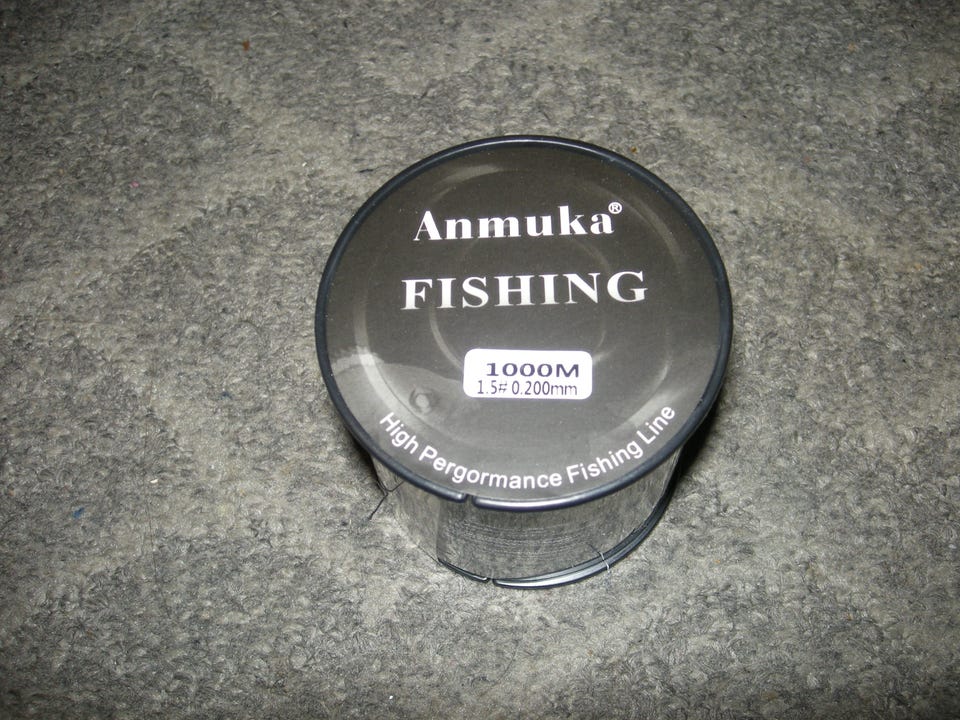 Anmuka®
FISHING
1000M
1.5# 0.200mm
High Pergormance Fishing Line